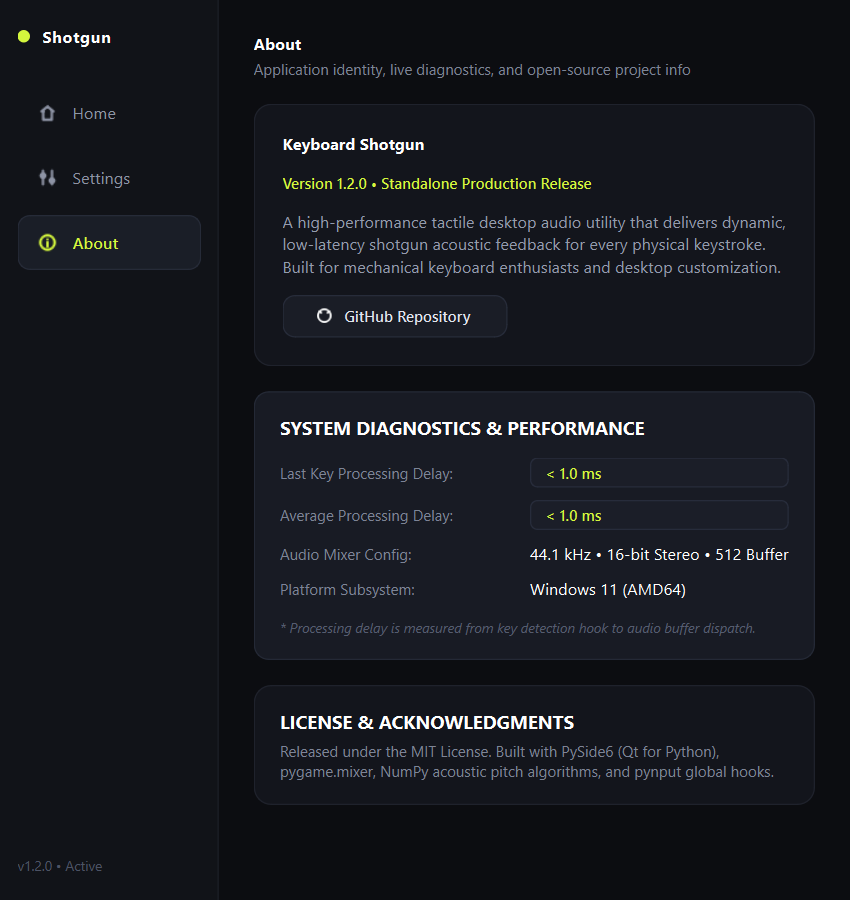 Shotgun
Home
Settings
About
v1.2.0 • Active
About
Application identity, live diagnostics, and open-source project info
Keyboard Shotgun
Version 1.2.0 • Standalone Production Release
A high-performance tactile desktop audio utility that delivers dynamic,
low-latency shotgun acoustic feedback for every physical keystroke.
Built for mechanical keyboard enthusiasts and desktop customization.
GitHub Repository
SYSTEM DIAGNOSTICS & PERFORMANCE
Last Key Processing Delay: < 1.0 ms
Average Processing Delay: < 1.0 ms
Audio Mixer Config: 44.1 kHz • 16-bit Stereo • 512 Buffer
Platform Subsystem: Windows 11 (AMD64)
* Processing delay is measured from key detection hook to audio buffer dispatch.
LICENSE & ACKNOWLEDGMENTS
Released under the MIT License. Built with PySide6 (Qt for Python),
pygame.mixer, NumPy acoustic pitch algorithms, and pynput global hooks.